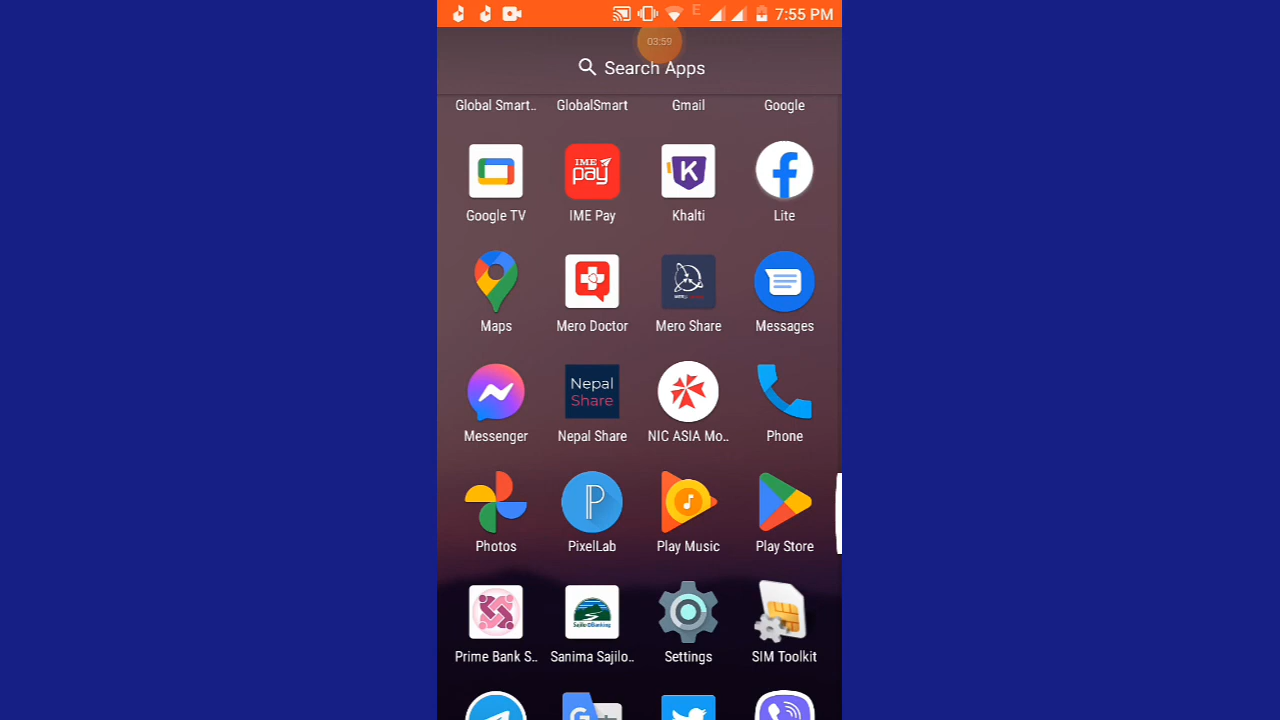 E
7:55 PM
03:59
Search Apps
Global Smart..
GlobalSmart
Gmail
Google
IME
pay
K
Google TV
IME Pay
Khalti
Lite
Maps
Mero Doctor
Mero Share
Messages
Nepal
Share
Messenger
Nepal Share
NIC ASIA Mo..
Phone
P
Photos
PixelLab
Play Music
Play Store
Prime Bank S..
Sanima Sajilo..
Settings
SIM Toolkit
G